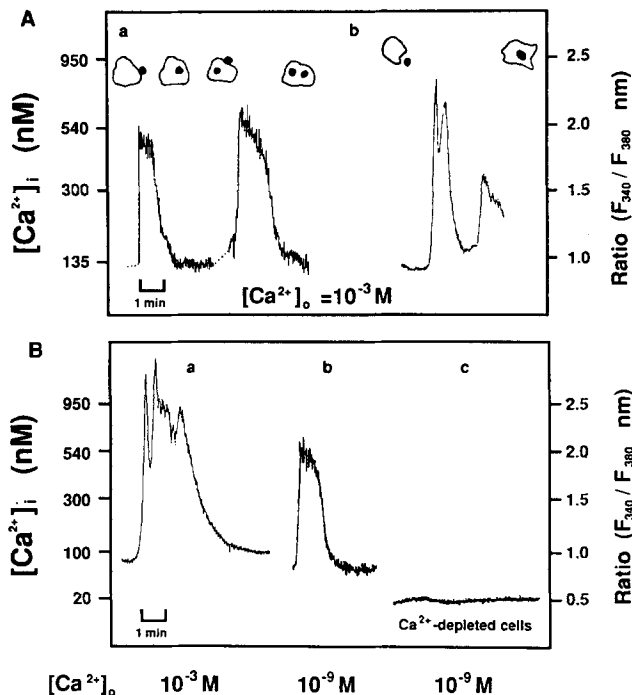 A
a
b
950
540
300
135
[Ca²⁺]ᵢ (nM)
2.5
2.0
1.5
1.0
Ratio (F₃₄₀ / F₃₈₀ nm)
1 min
[Ca²⁺]ₒ = 10⁻³ M
B
a
b
c
950
540
300
100
20
[Ca²⁺]ᵢ (nM)
2.5
2.0
1.5
1.0
0.5
Ratio (F₃₄₀ / F₃₈₀ nm)
1 min
Ca²⁺-depleted cells
[Ca²⁺]ₒ 10⁻³ M 10⁻⁹ M 10⁻⁹ M